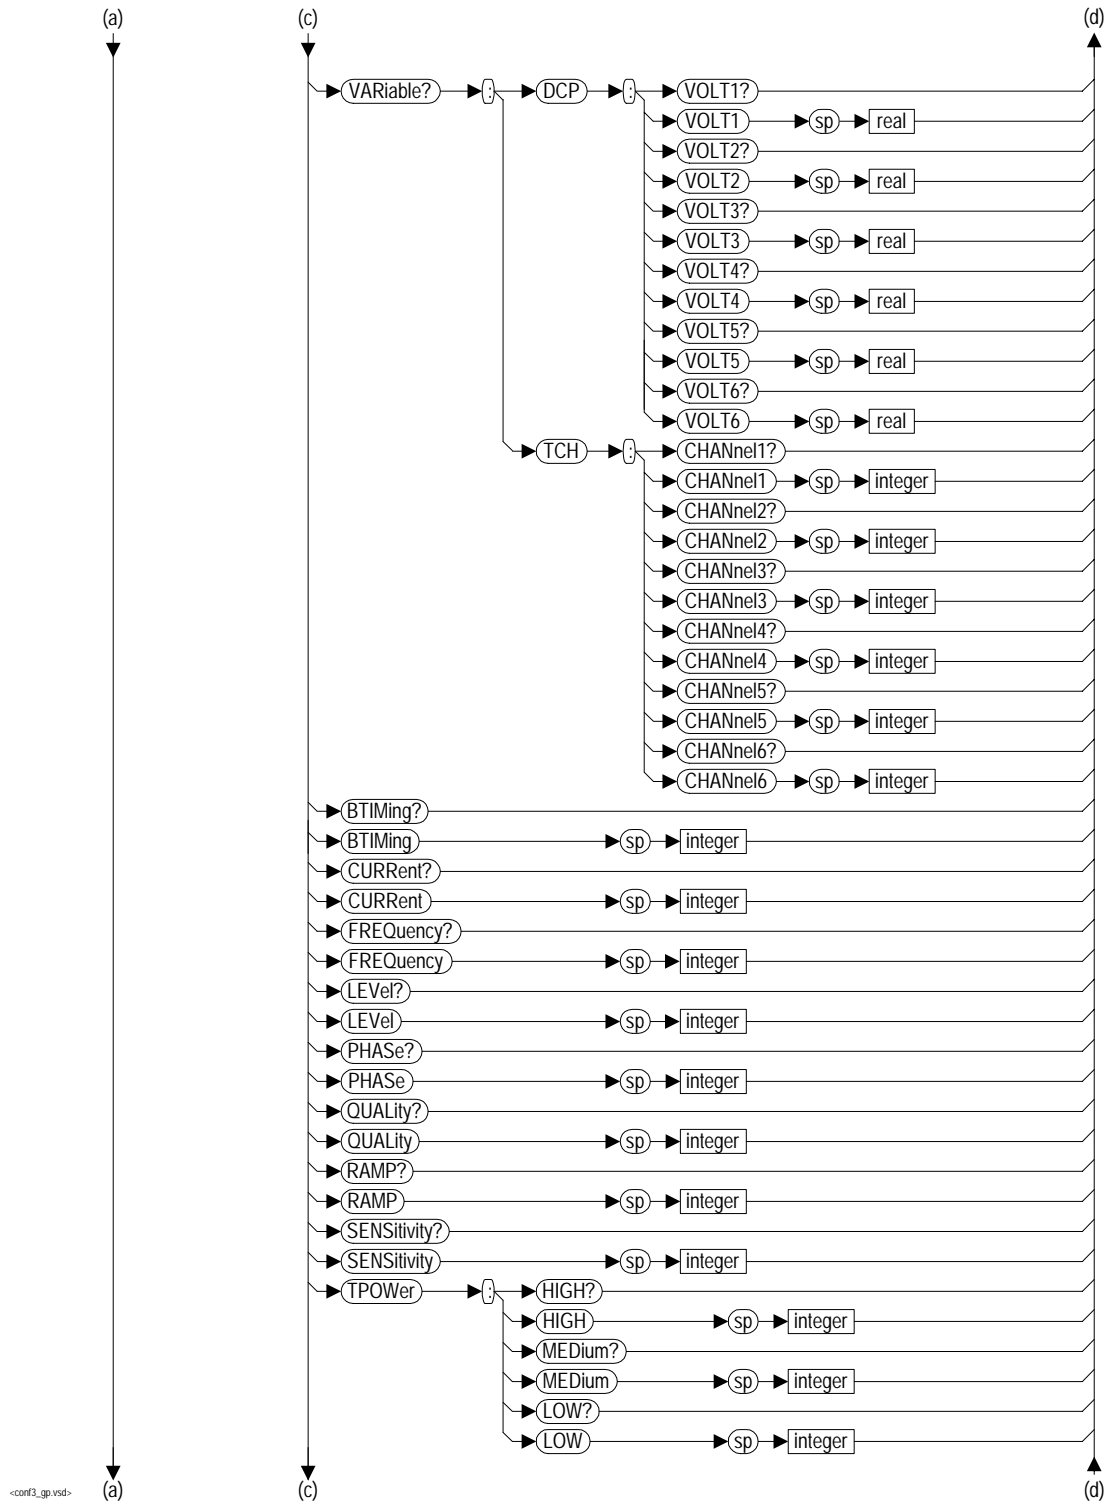 (a) (c) (d)
VARiable? : DCP : VOLT1?
VOLT1 sp real
VOLT2?
VOLT2 sp real
VOLT3?
VOLT3 sp real
VOLT4?
VOLT4 sp real
VOLT5?
VOLT5 sp real
VOLT6?
VOLT6 sp real
TCH : CHANnel1?
CHANnel1 sp integer
CHANnel2?
CHANnel2 sp integer
CHANnel3?
CHANnel3 sp integer
CHANnel4?
CHANnel4 sp integer
CHANnel5?
CHANnel5 sp integer
CHANnel6?
CHANnel6 sp integer
BTIMing?
BTIMing sp integer
CURRent?
CURRent sp integer
FREQuency?
FREQuency sp integer
LEVel?
LEVel sp integer
PHASe?
PHASe sp integer
QUALity?
QUALity sp integer
RAMP?
RAMP sp integer
SENSitivity?
SENSitivity sp integer
TPOWer : HIGH?
HIGH sp integer
MEDium?
MEDium sp integer
LOW?
LOW sp integer
<conf3_gp.vsd> (a) (c) (d)